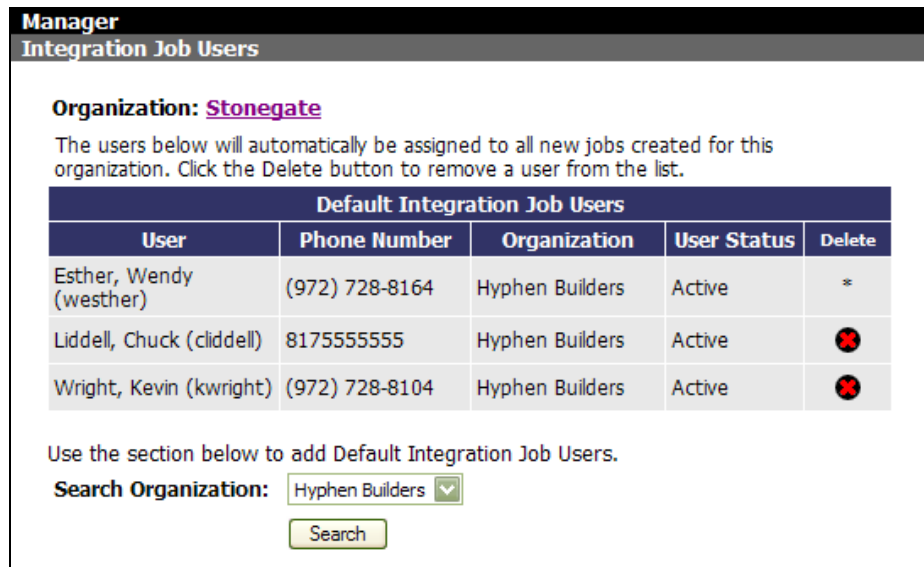 Manager
Integration Job Users
Organization: Stonegate
The users below will automatically be assigned to all new jobs created for this
organization. Click the Delete button to remove a user from the list.
Default Integration Job Users
User Phone Number Organization User Status Delete
Esther, Wendy
(westher) (972) 728-8164 Hyphen Builders Active *
Liddell, Chuck (cliddell) 8175555555 Hyphen Builders Active
Wright, Kevin (kwright) (972) 728-8104 Hyphen Builders Active
Use the section below to add Default Integration Job Users.
Search Organization: Hyphen Builders
Search